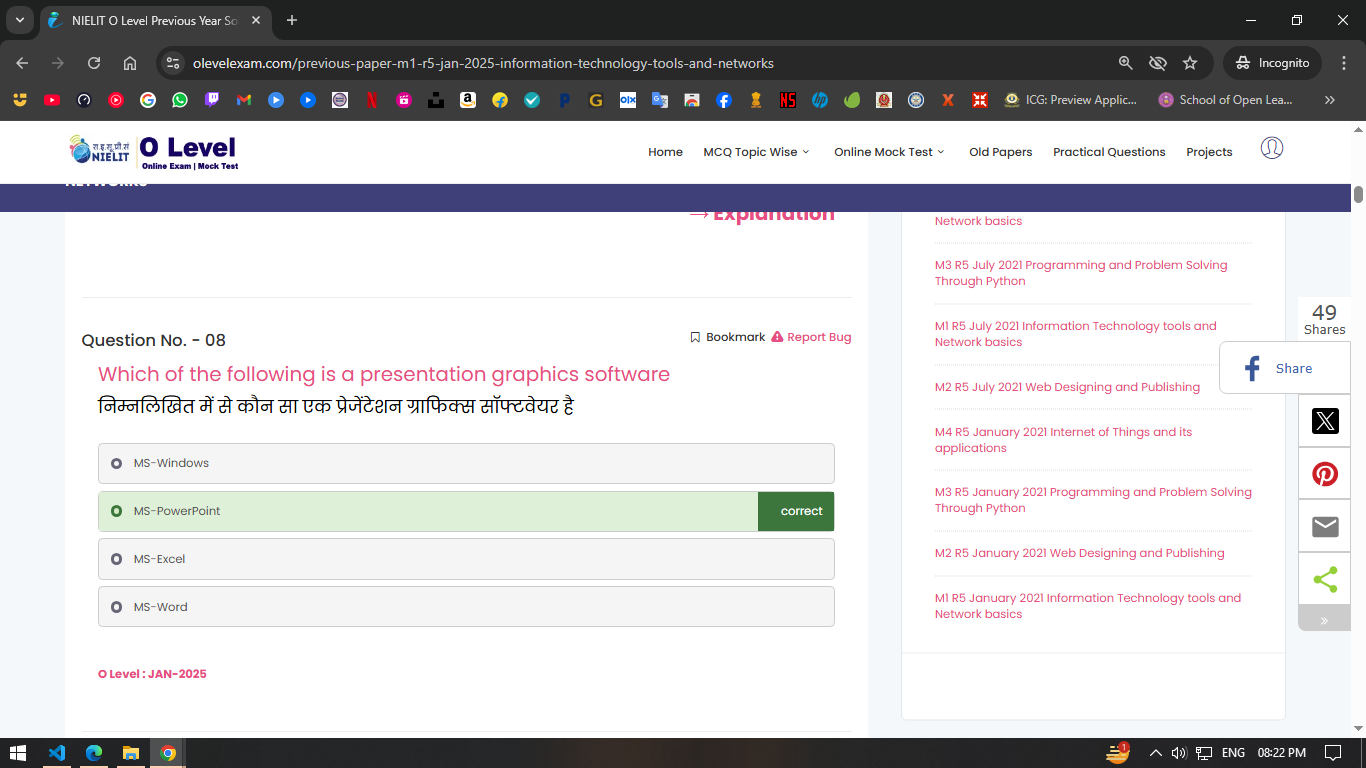 NIELIT O Level Previous Year So
olevelexam.com/previous-paper-m1-r5-jan-2025-information-technology-tools-and-networks
Incognito
ICG: Preview Applic...
School of Open Lea...
NIELIT
O Level
Online Exam | Mock Test
Home
MCQ Topic Wise
Online Mock Test
Old Papers
Practical Questions
Projects
NETWORKS
→ Explanation
Question No. - 08
Bookmark
Report Bug
Which of the following is a presentation graphics software
निम्नलिखित में से कौन सा एक प्रेजेंटेशन ग्राफिक्स सॉफ्टवेयर है
MS-Windows
MS-PowerPoint
correct
MS-Excel
MS-Word
O Level : JAN-2025
Network basics
M3 R5 July 2021 Programming and Problem Solving
Through Python
M1 R5 July 2021 Information Technology tools and
Network basics
M2 R5 July 2021 Web Designing and Publishing
M4 R5 January 2021 Internet of Things and its
applications
M3 R5 January 2021 Programming and Problem Solving
Through Python
M2 R5 January 2021 Web Designing and Publishing
M1 R5 January 2021 Information Technology tools and
Network basics
49
Shares
Share
ENG
08:22 PM